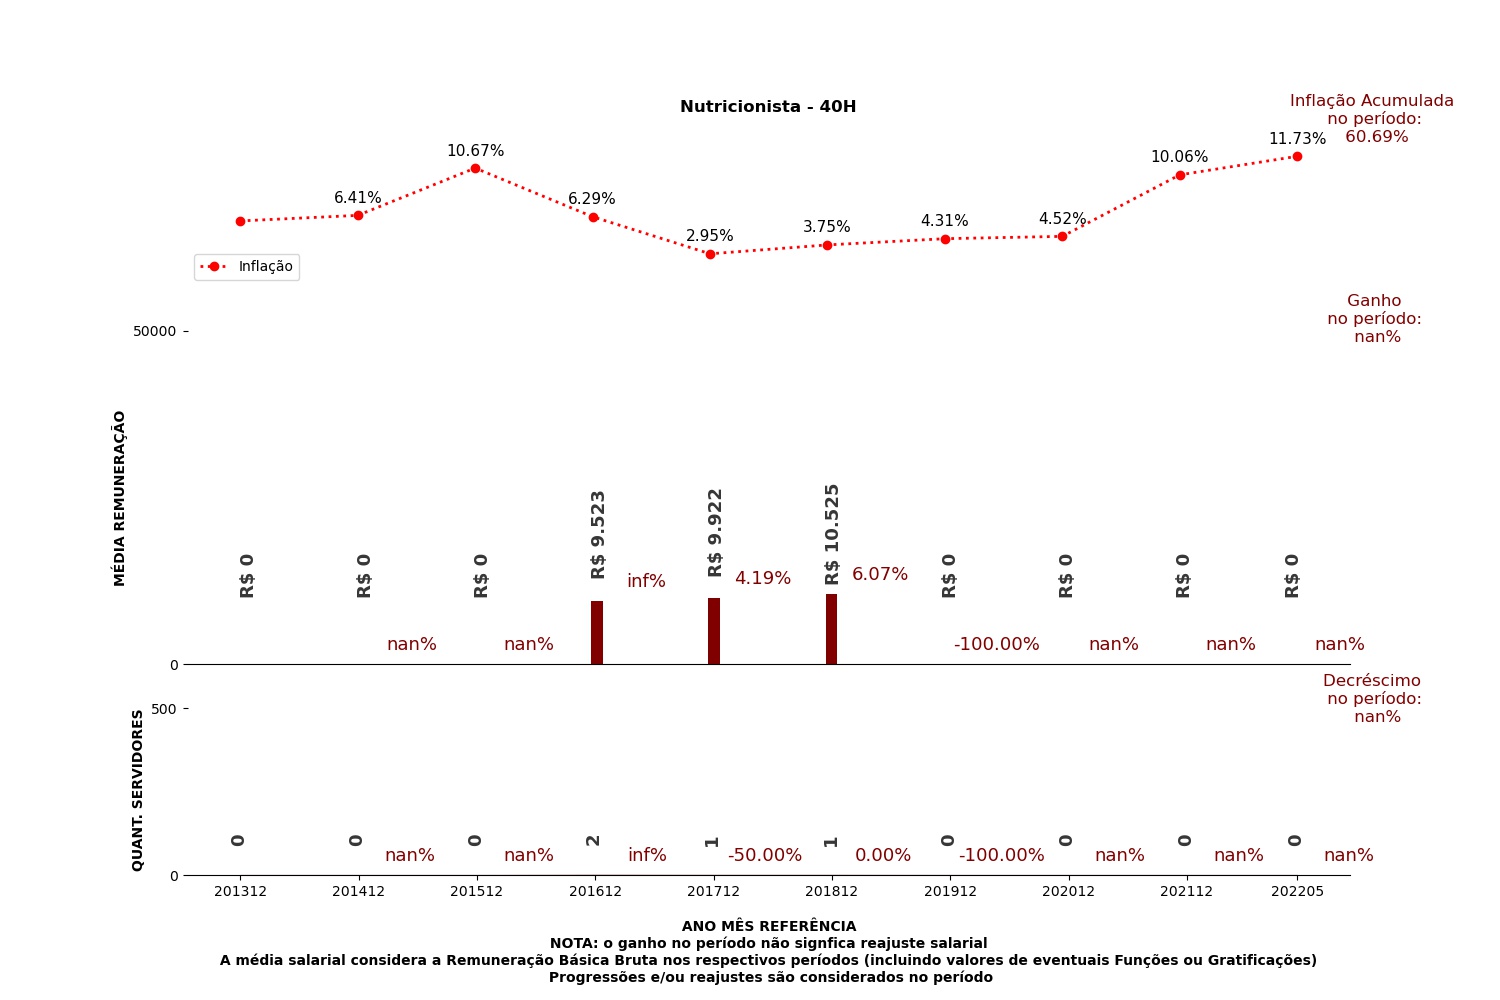 Nutricionista - 40H
Inflação Acumulada
no período:
60.69%
6.41%
10.67%
6.29%
2.95%
3.75%
4.31%
4.52%
10.06%
11.73%
Inflação
Ganho
no período:
nan%
50000
0
MÉDIA REMUNERAÇÃO
R$ 0
R$ 0
R$ 0
R$ 9.523
R$ 9.922
R$ 10.525
R$ 0
R$ 0
R$ 0
R$ 0
nan%
nan%
inf%
4.19%
6.07%
-100.00%
nan%
nan%
nan%
Decréscimo
no período:
nan%
500
0
QUANT. SERVIDORES
0
0
0
2
1
1
0
0
0
0
nan%
nan%
inf%
-50.00%
0.00%
-100.00%
nan%
nan%
nan%
201312
201412
201512
201612
201712
201812
201912
202012
202112
202205
ANO MÊS REFERÊNCIA
NOTA: o ganho no período não signfica reajuste salarial
A média salarial considera a Remuneração Básica Bruta nos respectivos períodos (incluindo valores de eventuais Funções ou Gratificações)
Progressões e/ou reajustes são considerados no período